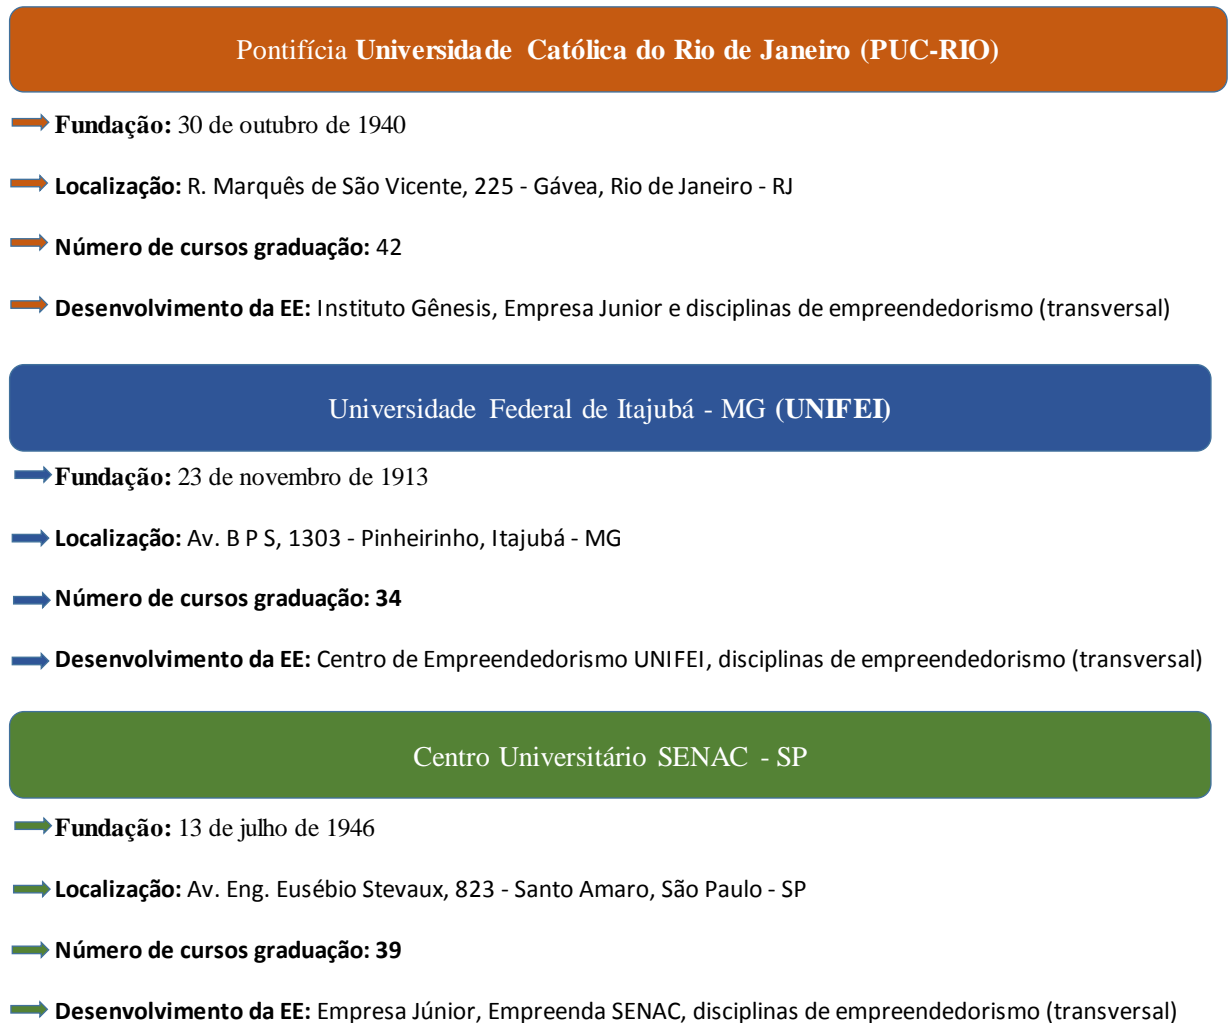 Pontifícia Universidade Católica do Rio de Janeiro (PUC-RIO)
Fundação: 30 de outubro de 1940
Localização: R. Marquês de São Vicente, 225 - Gávea, Rio de Janeiro - RJ
Número de cursos graduação: 42
Desenvolvimento da EE: Instituto Gênesis, Empresa Junior e disciplinas de empreendedorismo (transversal)
Universidade Federal de Itajubá - MG (UNIFEI)
Fundação: 23 de novembro de 1913
Localização: Av. B P S, 1303 - Pinheirinho, Itajubá - MG
Número de cursos graduação: 34
Desenvolvimento da EE: Centro de Empreendedorismo UNIFEI, disciplinas de empreendedorismo (transversal)
Centro Universitário SENAC - SP
Fundação: 13 de julho de 1946
Localização: Av. Eng. Eusébio Stevaux, 823 - Santo Amaro, São Paulo - SP
Número de cursos graduação: 39
Desenvolvimento da EE: Empresa Júnior, Empreenda SENAC, disciplinas de empreendedorismo (transversal)